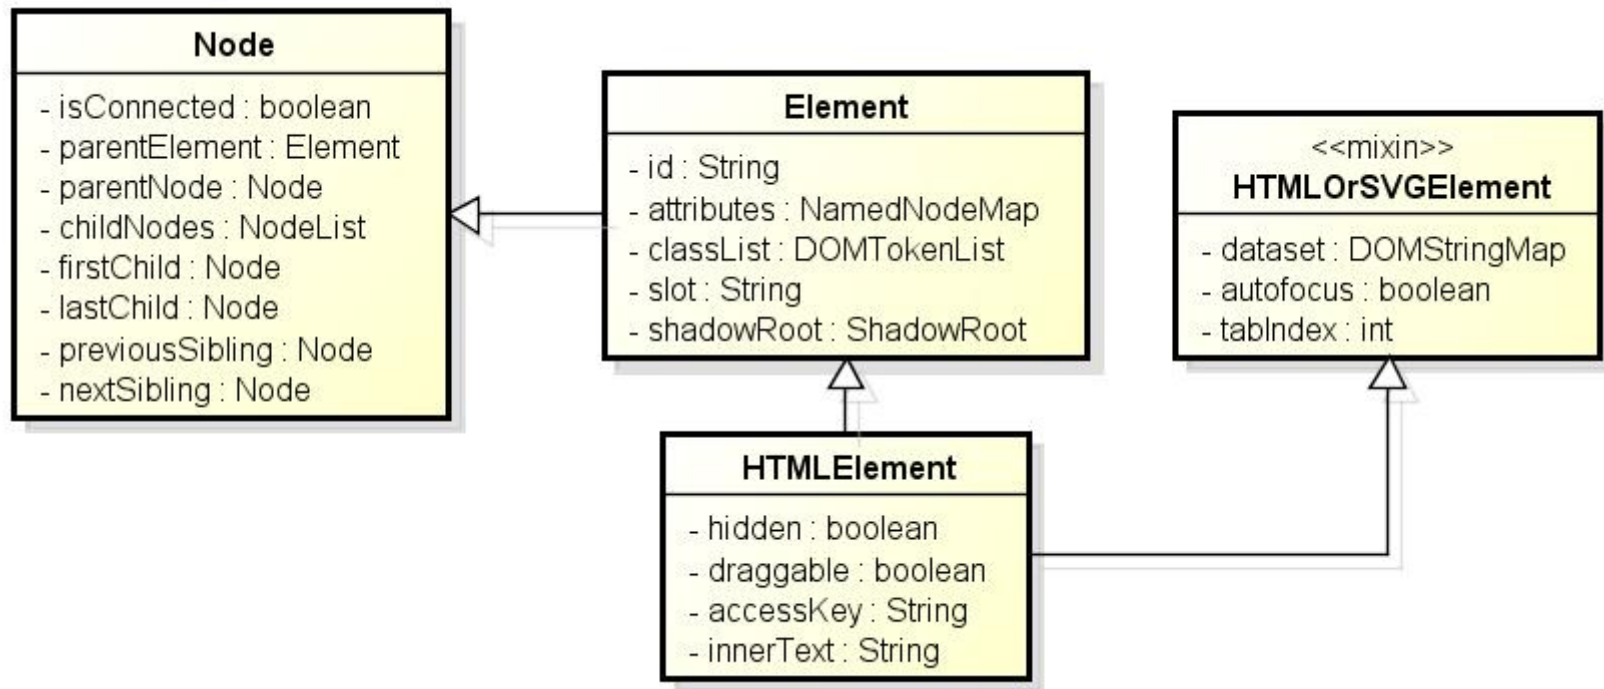 Node
- isConnected : boolean
- parentElement : Element
- parentNode : Node
- childNodes : NodeList
- firstChild : Node
- lastChild : Node
- previousSibling : Node
- nextSibling : Node
Element
- id : String
- attributes : NamedNodeMap
- classList : DOMTokenList
- slot : String
- shadowRoot : ShadowRoot
<<mixin>>
HTMLOrSVGElement
- dataset : DOMStringMap
- autofocus : boolean
- tabIndex : int
HTMLElement
- hidden : boolean
- draggable : boolean
- accessKey : String
- innerText : String